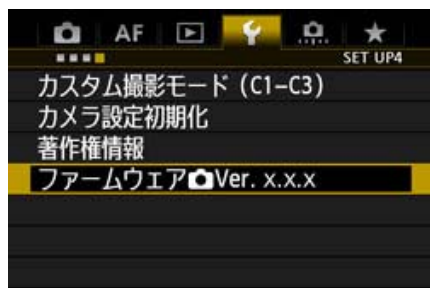 AF
SET UP4
カスタム撮影モード (C1-C3)
カメラ設定初期化
著作権情報
ファームウェア Ver. x.x.x